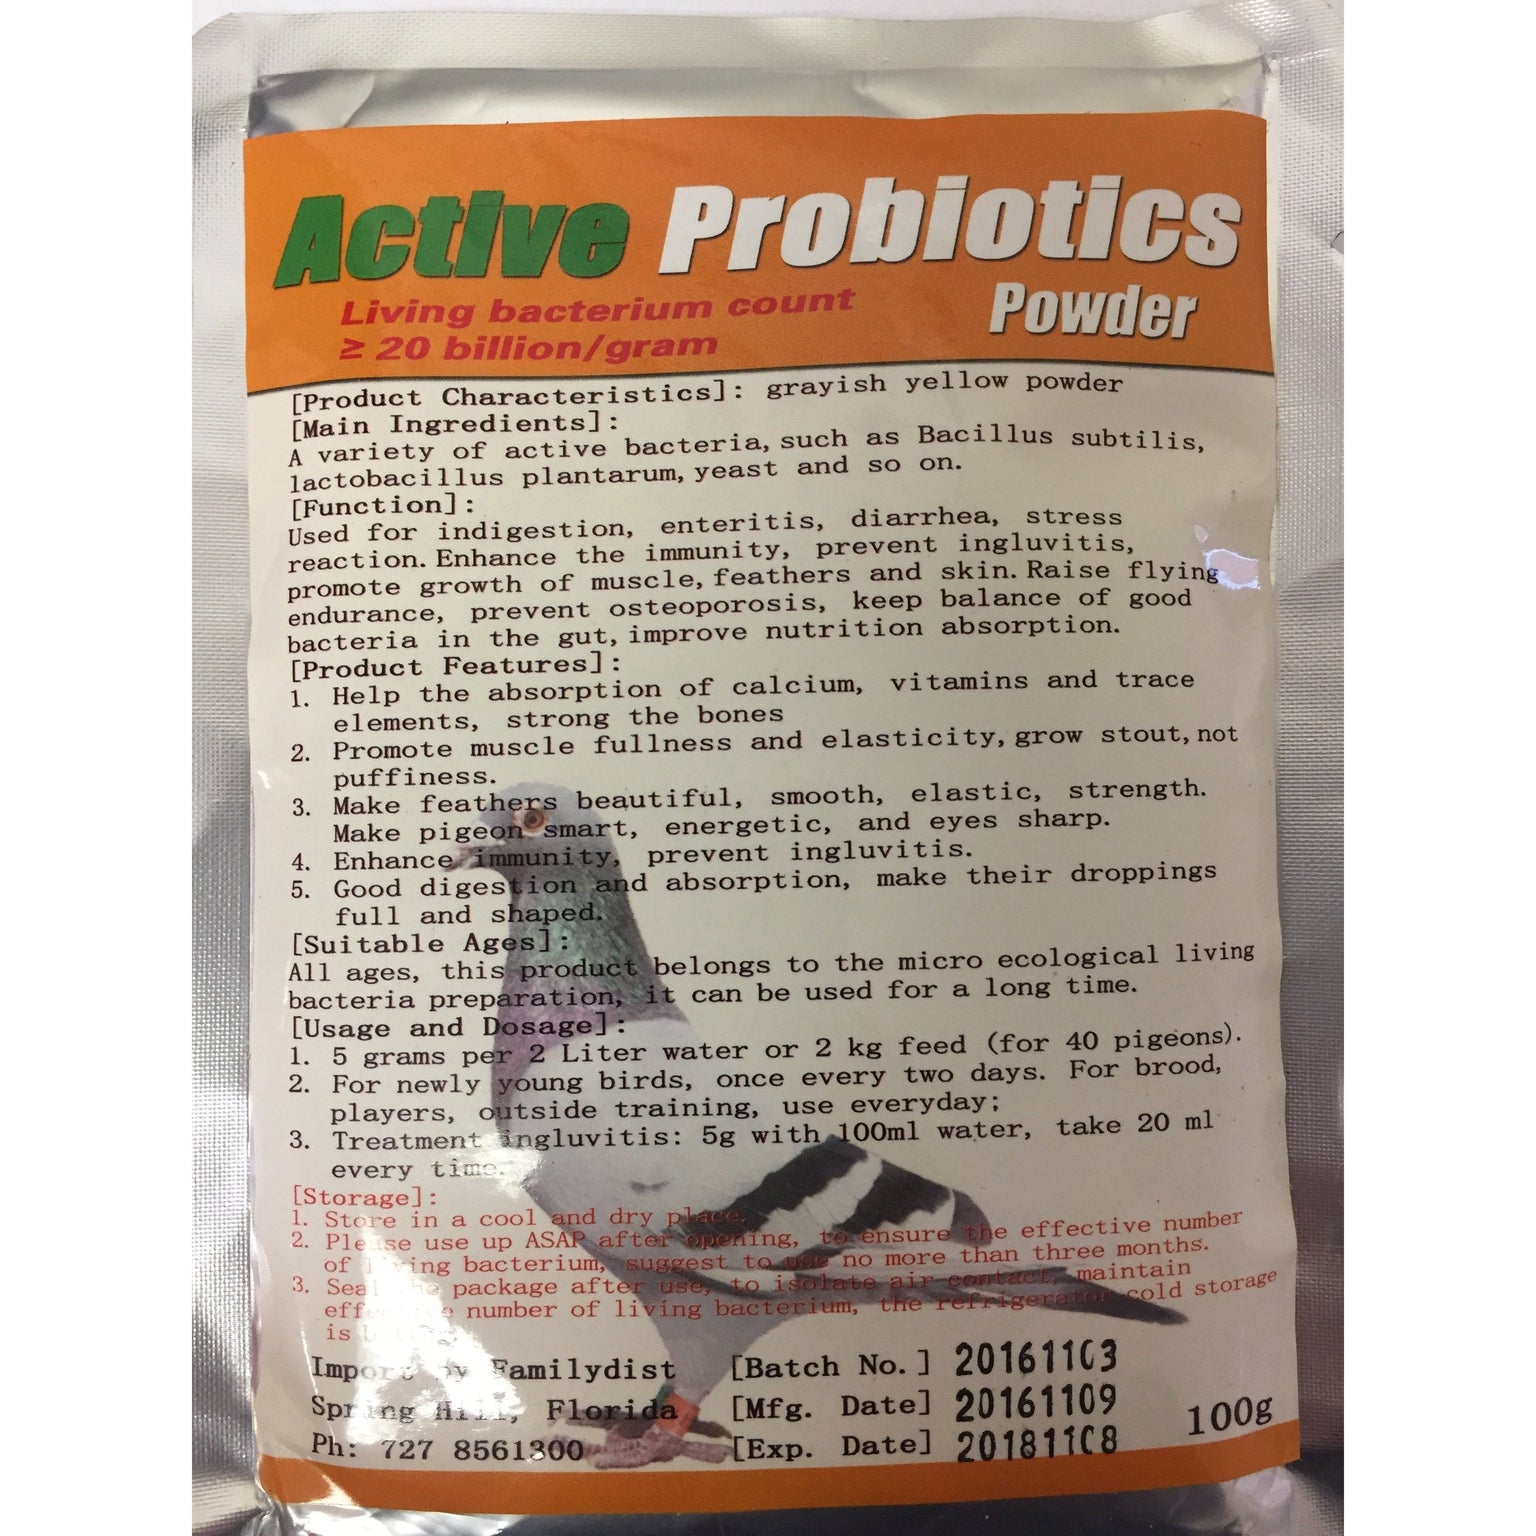 Active Probiotics
Powder
Living bacterium count
≥ 20 billion/gram
[Product Characteristics]: grayish yellow powder
[Main Ingredients]:
A variety of active bacteria, such as Bacillus subtilis,
lactobacillus plantarum, yeast and so on.
[Function]:
Used for indigestion, enteritis, diarrhea, stress
reaction. Enhance the immunity, prevent ingluvitis,
promote growth of muscle, feathers and skin. Raise flying
endurance, prevent osteoporosis, keep balance of good
bacteria in the gut, improve nutrition absorption.
[Product Features]:
1. Help the absorption of calcium, vitamins and trace
elements, strong the bones
2. Promote muscle fullness and elasticity, grow stout, not
puffiness.
3. Make feathers beautiful, smooth, elastic, strength.
Make pigeon smart, energetic, and eyes sharp.
4. Enhance immunity, prevent ingluvitis.
5. Good digestion and absorption, make their droppings
full and shaped.
[Suitable Ages]:
All ages, this product belongs to the micro ecological living
bacteria preparation, it can be used for a long time.
[Usage and Dosage]:
1. 5 grams per 2 Liter water or 2 kg feed (for 40 pigeons).
2. For newly young birds, once every two days. For brood,
players, outside training, use everyday;
3. Treatment ingluvitis: 5g with 100ml water, take 20 ml
every time.
[Storage]:
1. Store in a cool and dry place.
2. Please use up ASAP after opening, to ensure the effective number
of living bacterium, suggest to use no more than three months.
3. Seal the package after use, to isolate air contact, maintain
effective number of living bacterium, the refrigerator cold storage
is
Import by Familydist
Spring Hill, Florida
Ph: 727 8561300
[Batch No.] 20161103
[Mfg. Date] 20161109
[Exp. Date] 20181108
100g